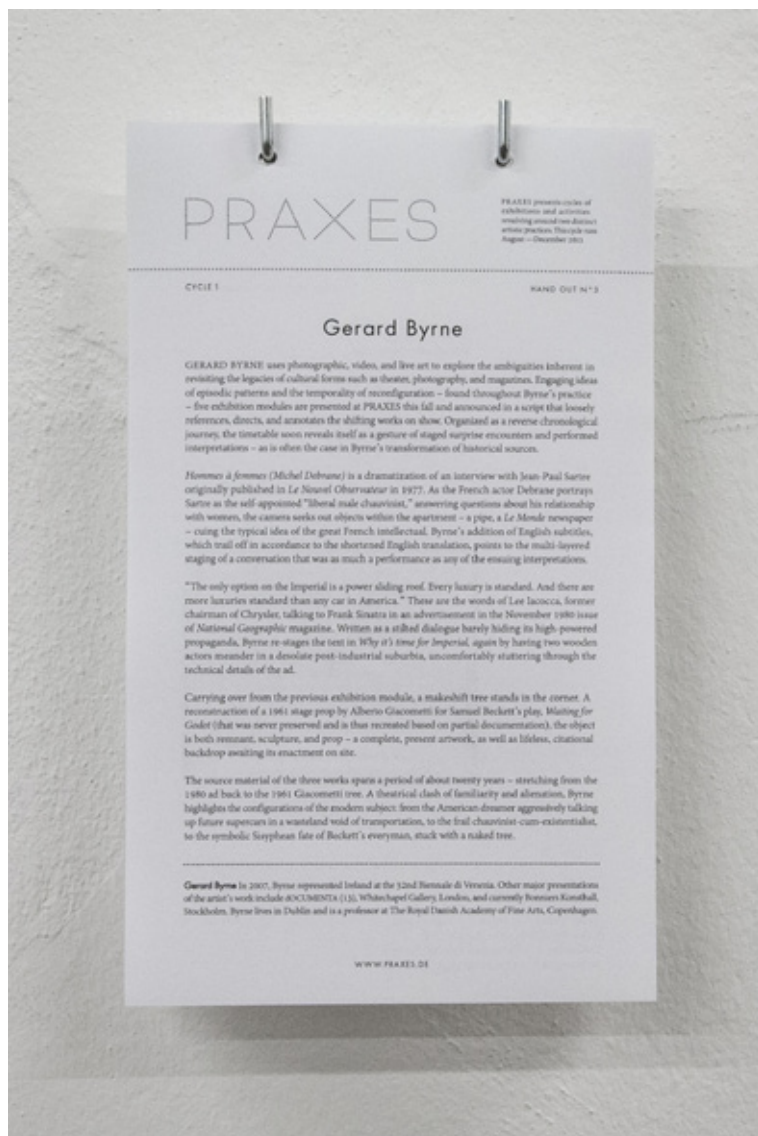 PRAXES
PRAXES presents cycles of
exhibitions and activities
revolving around two distinct
artistic practices. This cycle runs
August – December 2013
CYCLE 1
HAND OUT N°3
Gerard Byrne
GERARD BYRNE uses photographic, video, and live art to explore the ambiguities inherent in
revisiting the legacies of cultural forms such as theater, photography, and magazines. Engaging ideas
of episodic patterns and the temporality of reconfiguration – found throughout Byrne's practice
– five exhibition modules are presented at PRAXES this fall and announced in a script that loosely
references, directs, and annotates the shifting works on show. Organized as a reverse chronological
journey, the timetable soon reveals itself as a gesture of staged surprise encounters and performed
interpretations – as is often the case in Byrne's transformation of historical sources.
Hommes à femmes (Michel Debrane) is a dramatization of an interview with Jean-Paul Sartre
originally published in Le Nouvel Observateur in 1977. As the French actor Debrane portrays
Sartre as the self-appointed "liberal male chauvinist," answering questions about his relationship
with women, the camera seeks out objects within the apartment – a pipe, a Le Monde newspaper
– cuing the typical idea of the great French intellectual. Byrne's addition of English subtitles,
which trail off in accordance to the shortened English translation, points to the multi-layered
staging of a conversation that was as much a performance as any of the ensuing interpretations.
"The only option on the Imperial is a power sliding roof. Every luxury is standard. And there are
more luxuries standard than any car in America." These are the words of Lee Iacocca, former
chairman of Chrysler, talking to Frank Sinatra in an advertisement in the November 1980 issue
of National Geographic magazine. Written as a stilted dialogue barely hiding its high-powered
propaganda, Byrne re-stages the text in Why it's time for Imperial, again by having two wooden
actors meander in a desolate post-industrial suburbia, uncomfortably stuttering through the
technical details of the ad.
Carrying over from the previous exhibition module, a makeshift tree stands in the corner. A
reconstruction of a 1961 stage prop by Alberto Giacometti for Samuel Beckett's play, Waiting for
Godot (that was never preserved and is thus recreated based on partial documentation), the object
is both remnant, sculpture, and prop – a complete, present artwork, as well as lifeless, citational
backdrop awaiting its enactment on site.
The source material of the three works spans a period of about twenty years – stretching from the
1980 ad back to the 1961 Giacometti tree. A theatrical clash of familiarity and alienation, Byrne
highlights the configurations of the modern subject: from the American dreamer aggressively talking
up future supercars in a wasteland void of transportation, to the frail chauvinist-cum-existentialist,
to the symbolic Sisyphean fate of Beckett's everyman, stuck with a naked tree.
Gerard Byrne In 2007, Byrne represented Ireland at the 52nd Biennale di Venezia. Other major presentations
of the artist's work include dOCUMENTA (13), Whitechapel Gallery, London, and currently Bonniers Konsthall,
Stockholm. Byrne lives in Dublin and is a professor at The Royal Danish Academy of Fine Arts, Copenhagen.
WWW.PRAXES.DE